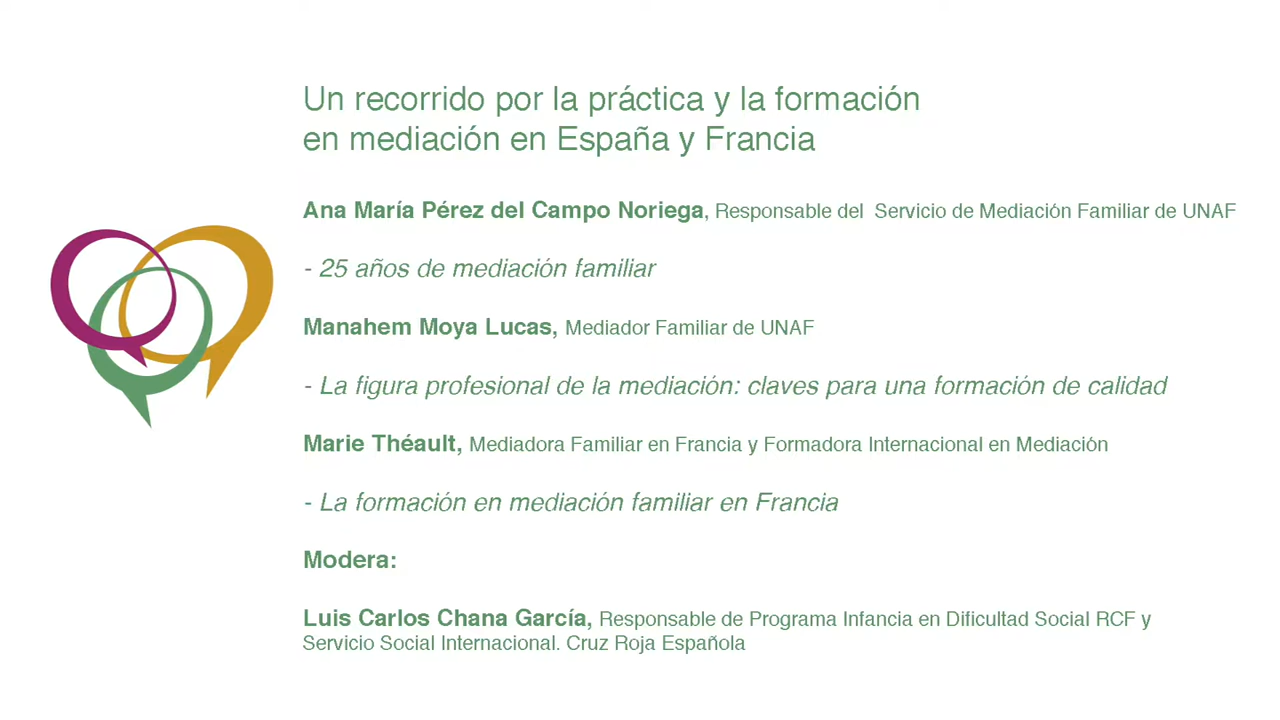 Un recorrido por la práctica y la formación
en mediación en España y Francia
Ana María Pérez del Campo Noriega, Responsable del Servicio de Mediación Familiar de UNAF
- 25 años de mediación familiar
Manahem Moya Lucas, Mediador Familiar de UNAF
- La figura profesional de la mediación: claves para una formación de calidad
Marie Théault, Mediadora Familiar en Francia y Formadora Internacional en Mediación
- La formación en mediación familiar en Francia
Modera:
Luis Carlos Chana García, Responsable de Programa Infancia en Dificultad Social RCF y
Servicio Social Internacional. Cruz Roja Española